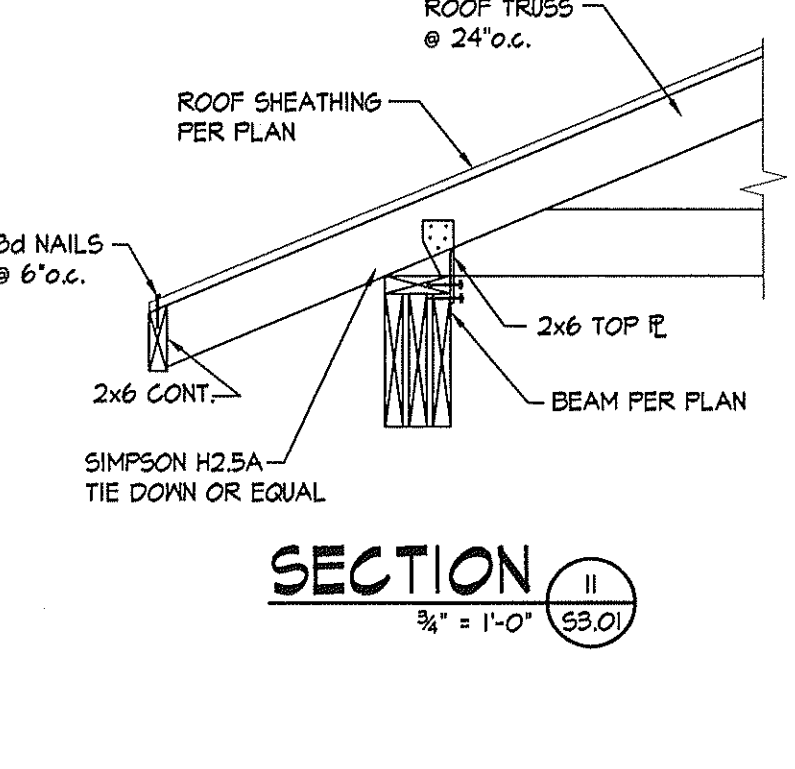 ROOF TRUSS
@ 24"o.c.
ROOF SHEATHING
PER PLAN
8d NAILS
@ 6"o.c.
2x6 TOP PL
2x6 CONT.
BEAM PER PLAN
SIMPSON H2.5A
TIE DOWN OR EQUAL
SECTION
3/4" = 1'-0"
11
S3.01